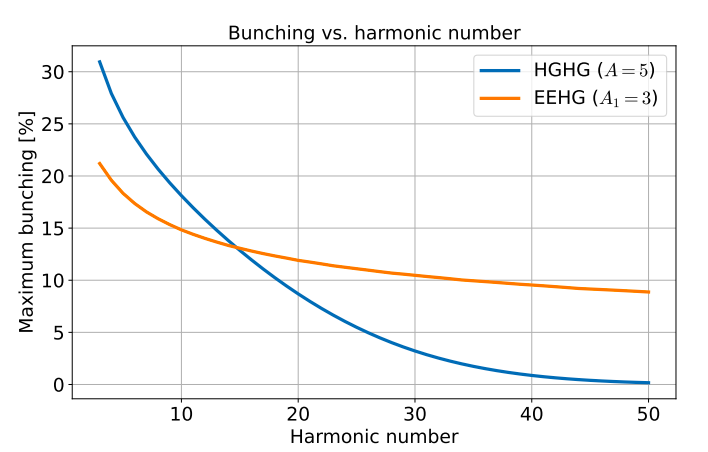 Bunching vs. harmonic number
HGHG (A = 5)
EEHG (A₁ = 3)
Maximum bunching [%]
30
25
20
15
10
5
0
10 20 30 40 50
Harmonic number